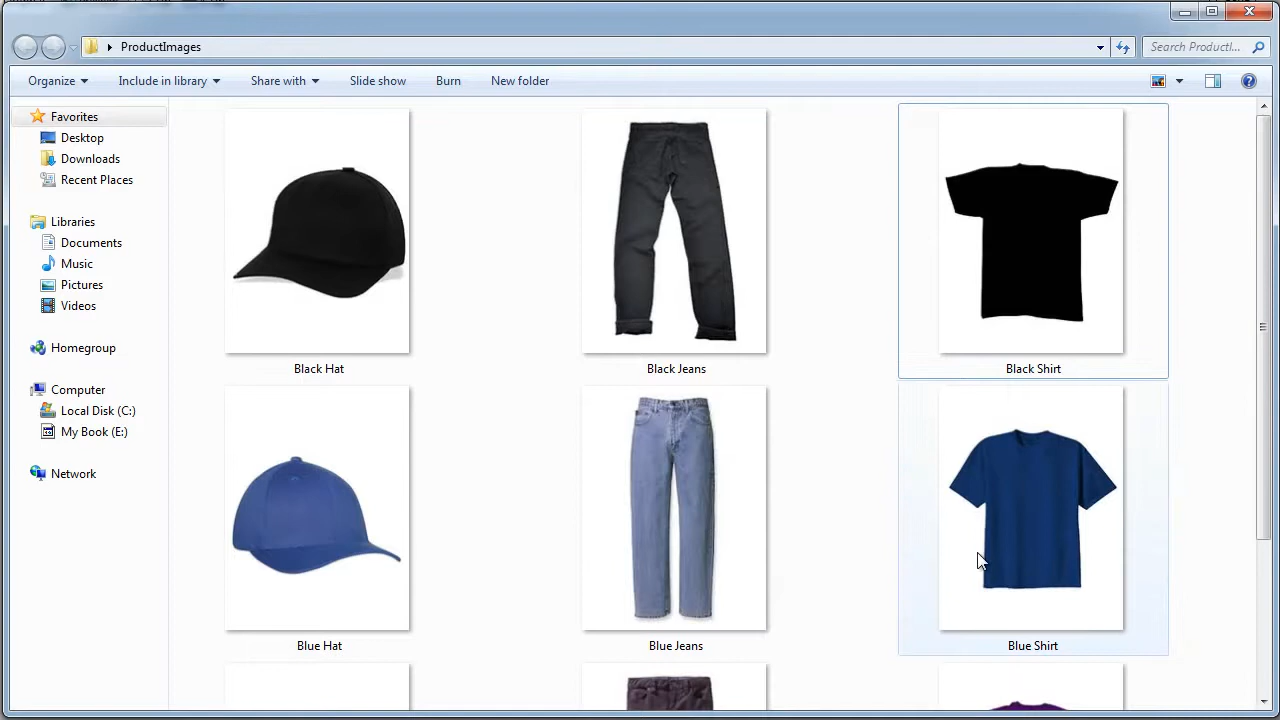 ProductImages
Search Productl...
Organize
Include in library
Share with
Slide show
Burn
New folder
Favorites
Desktop
Downloads
Recent Places
Libraries
Documents
Music
Pictures
Videos
Homegroup
Computer
Local Disk (C:)
My Book (E:)
Network
Black Hat
Black Jeans
Black Shirt
Blue Hat
Blue Jeans
Blue Shirt